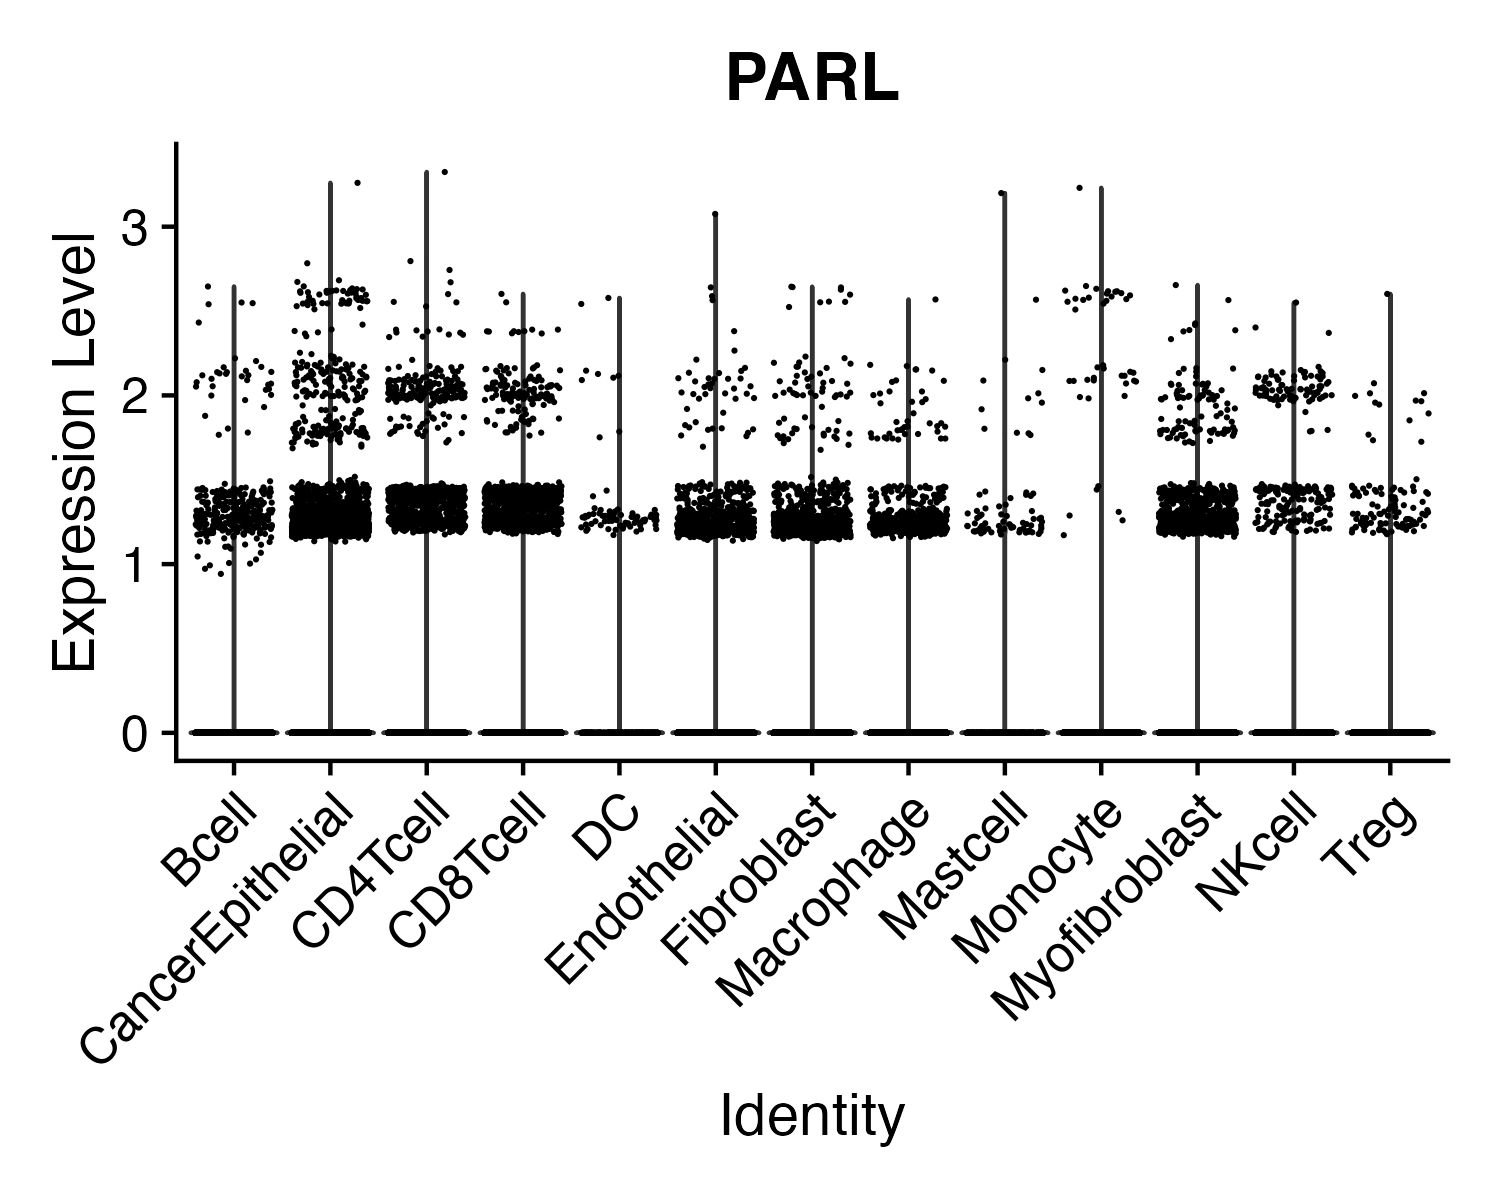 PARL
Expression Level
3
2
1
0
Bcell
CancerEpithelial
CD4Tcell
CD8Tcell
DC
Endothelial
Fibroblast
Macrophage
Mastcell
Monocyte
Myofibroblast
NKcell
Treg
Identity